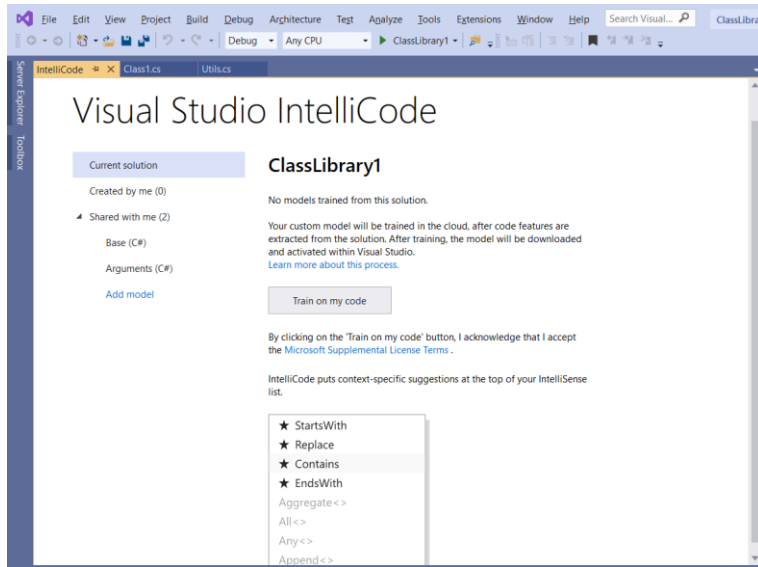 File Edit View Project Build Debug Architecture Test Analyze Tools Extensions Window Help Search Visual... ClassLibra
Debug Any CPU ClassLibrary1
IntelliCode Class1.cs Utils.cs
Server Explorer
Toolbox
Visual Studio IntelliCode
Current solution
Created by me (0)
Shared with me (2)
Base (C#)
Arguments (C#)
Add model
ClassLibrary1
No models trained from this solution.
Your custom model will be trained in the cloud, after code features are
extracted from the solution. After training, the model will be downloaded
and activated within Visual Studio.
Learn more about this process.
Train on my code
By clicking on the 'Train on my code' button, I acknowledge that I accept
the Microsoft Supplemental License Terms .
IntelliCode puts context-specific suggestions at the top of your IntelliSense
list.
★ StartsWith
★ Replace
★ Contains
★ EndsWith
Aggregate<>
All<>
Any<>
Append<>